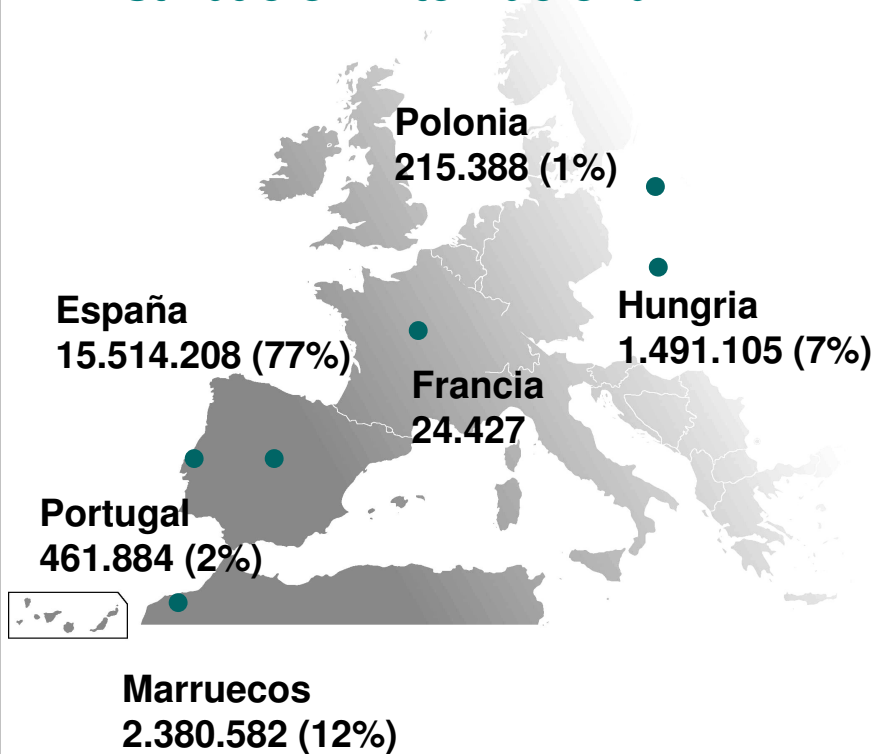 Polonia
215.388 (1%)
España
15.514.208 (77%)
Hungria
1.491.105 (7%)
Francia
24.427
Portugal
461.884 (2%)
Marruecos
2.380.582 (12%)